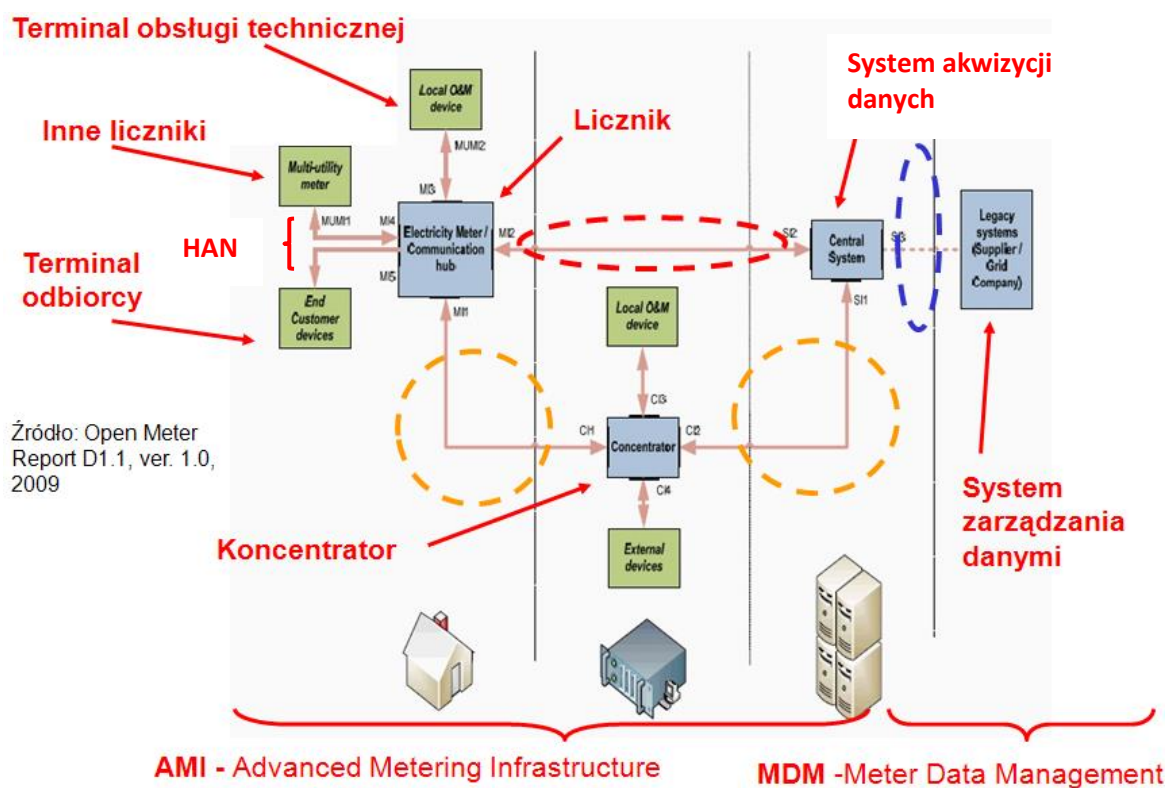 Terminal obsługi technicznej
System akwizycji
danych
Local O&M
device
Licznik
Inne liczniki
MUMI2
Multi-utility
meter
MI3
MUMI1
MI4
HAN
Electricity Meter /
Communication
hub
MI2
SI2
Central
System
SI3
Legacy
systems
(Supplier /
Grid
Company)
Terminal
odbiorcy
MI5
End
Customer
devices
MI1
Local O&M
device
SI1
CI3
Źródło: Open Meter
Report D1.1, ver. 1.0,
2009
CI1
Concentrator
CI2
CI4
System
zarządzania
danymi
Koncentrator
External
devices
AMI - Advanced Metering Infrastructure
MDM -Meter Data Management